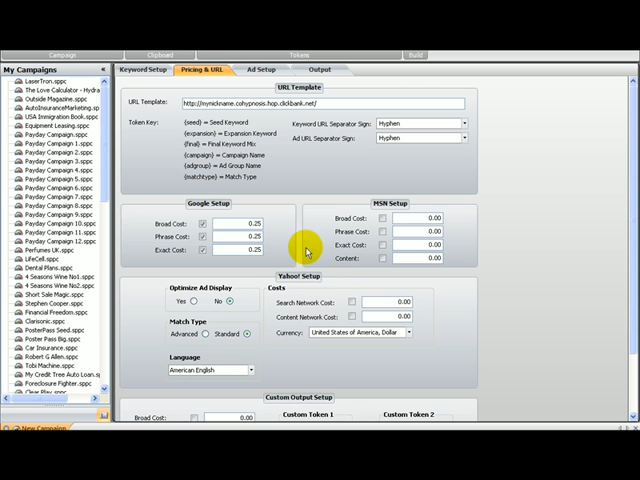 Campaign Clipboard Tokens Build
My Campaigns «
Keyword Setup Pricing & URL Ad Setup Output
LaserTron.sppc
The Love Calculator - Hydra
Outside Magazine.sppc
AutoInsuranceMarketing.sp
USA Immigration Book.sppc
Equipment Leasing.sppc
Payday Campaign.sppc
Payday Campaign 1.sppc
Payday Campaign 2.sppc
Payday Campaign 3.sppc
Payday Campaign 4.sppc
Payday Campaign 5.sppc
Payday Campaign 6.sppc
Payday Campaign 7.sppc
Payday Campaign 8.sppc
Payday Campaign 9.sppc
Payday Campaign 10.sppc
Payday Campaign 11.sppc
Payday Campaign 12.sppc
Perfumes UK.sppc
LifeCell.sppc
Dental Plans.sppc
4 Seasons Wine No1.sppc
4 Seasons Wine No2.sppc
Short Sale Magic.sppc
Stephen Cooper.sppc
Financial Freedom.sppc
Clarisonic.sppc
PosterPass Seed.sppc
Poster Pass Big.sppc
Car Insurance.sppc
Robert G Allen.sppc
Tobi Machine.sppc
My Credit Tree Auto Loan.s
Foreclosure Fighter.sppc
Clear Play.sppc
New Campaign
URL Template
URL Template: http://mynickname.cohypnosis.hop.clickbank.net/
Token Key: {seed} = Seed Keyword
{expansion} = Expansion Keyword
{final} = Final Keyword Mix
{campaign} = Campaign Name
{adgroup} = Ad Group Name
{matchtype} = Match Type
Keyword URL Separator Sign: Hyphen
Ad URL Separator Sign: Hyphen
Google Setup
Broad Cost: 0.25
Phrase Cost: 0.25
Exact Cost: 0.25
MSN Setup
Broad Cost: 0.00
Phrase Cost: 0.00
Exact Cost: 0.00
Content: 0.00
Yahoo! Setup
Optimize Ad Display
Yes No
Match Type
Advanced Standard
Language
American English
Costs
Search Network Cost: 0.00
Content Network Cost: 0.00
Currency: United States of America, Dollar
Custom Output Setup
Broad Cost: 0.00
Custom Token 1 Custom Token 2